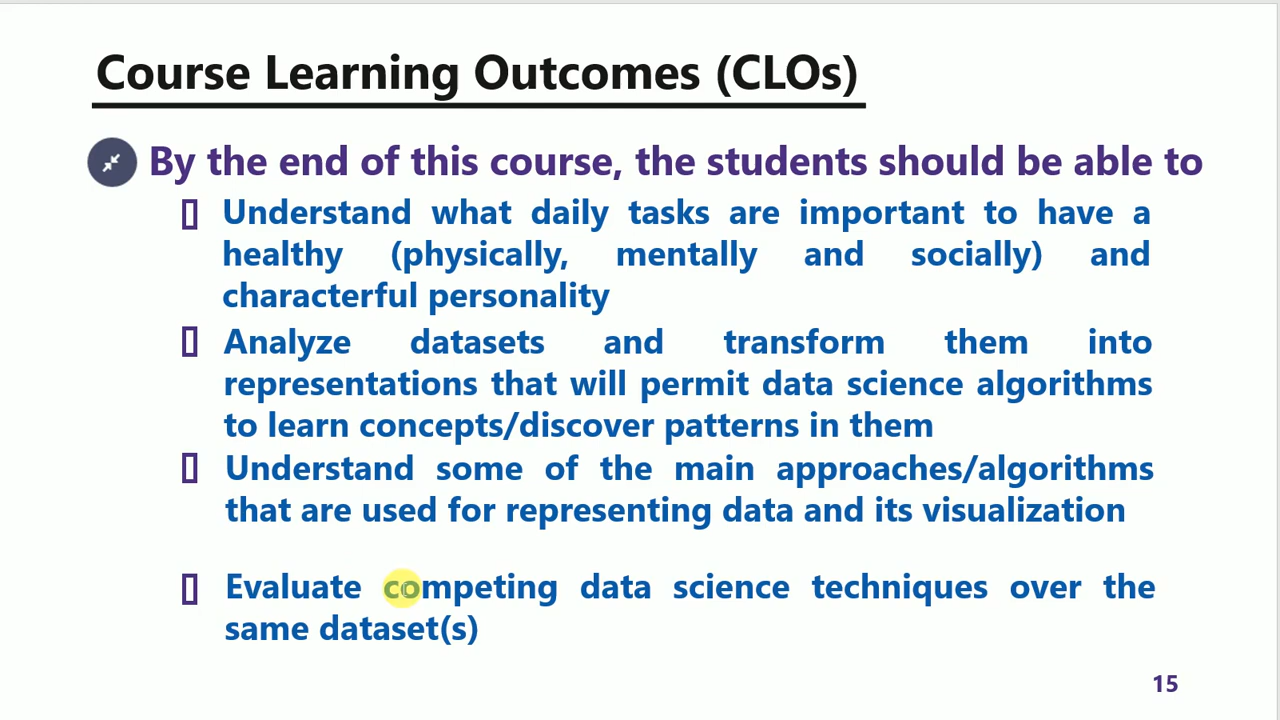 Course Learning Outcomes (CLOs)
By the end of this course, the students should be able to
Understand what daily tasks are important to have a
healthy (physically, mentally and socially) and
characterful personality
Analyze datasets and transform them into
representations that will permit data science algorithms
to learn concepts/discover patterns in them
Understand some of the main approaches/algorithms
that are used for representing data and its visualization
Evaluate competing data science techniques over the
same dataset(s)
15